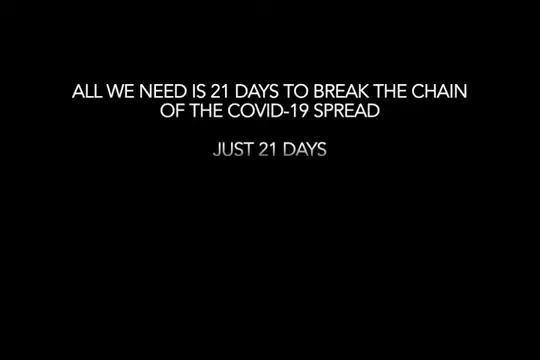 ALL WE NEED IS 21 DAYS TO BREAK THE CHAIN
OF THE COVID-19 SPREAD
JUST 21 DAYS